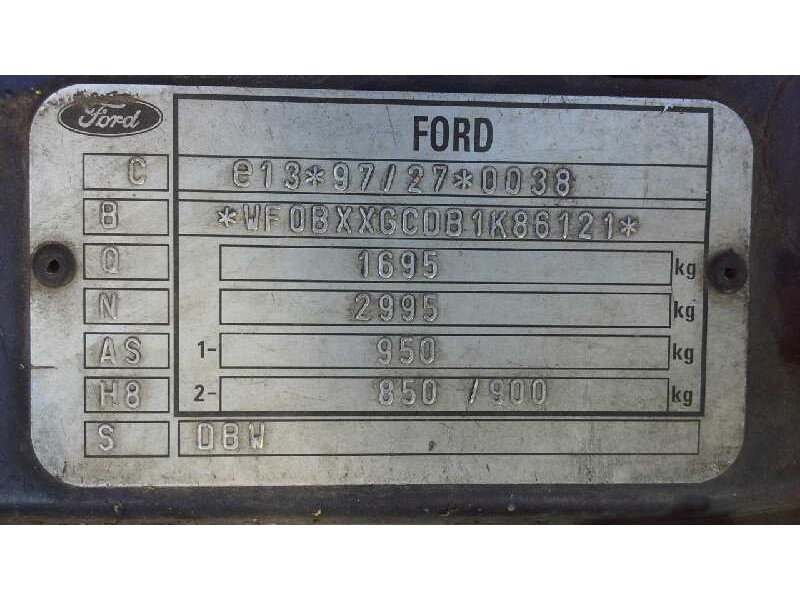 Ford
FORD
C e13*97/27*0038
B *WF0BXXGCDB1K86121*
Q 1695 kg
N 2995 kg
AS 1- 950 kg
H8 2- 850 /900 kg
S DBW